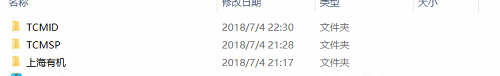 名称 修改日期 类型 大小
TCMID 2018/7/4 22:30 文件夹
TCMSP 2018/7/4 21:28 文件夹
上海有机 2018/7/4 21:17 文件夹